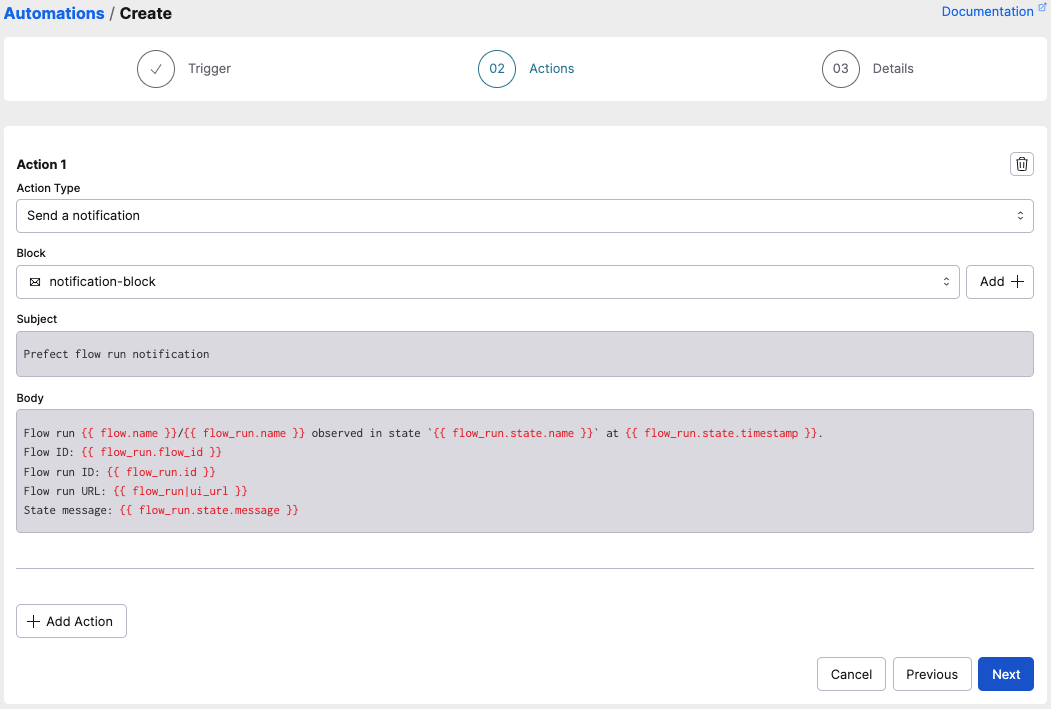 Automations / Create
Documentation
Trigger
02 Actions
03 Details
Action 1
Action Type
Send a notification
Block
notification-block
Add
Subject
Prefect flow run notification
Body
Flow run {{ flow.name }}/{{ flow_run.name }} observed in state `{{ flow_run.state.name }}` at {{ flow_run.state.timestamp }}.
Flow ID: {{ flow_run.flow_id }}
Flow run ID: {{ flow_run.id }}
Flow run URL: {{ flow_run|ui_url }}
State message: {{ flow_run.state.message }}
Add Action
Cancel
Previous
Next